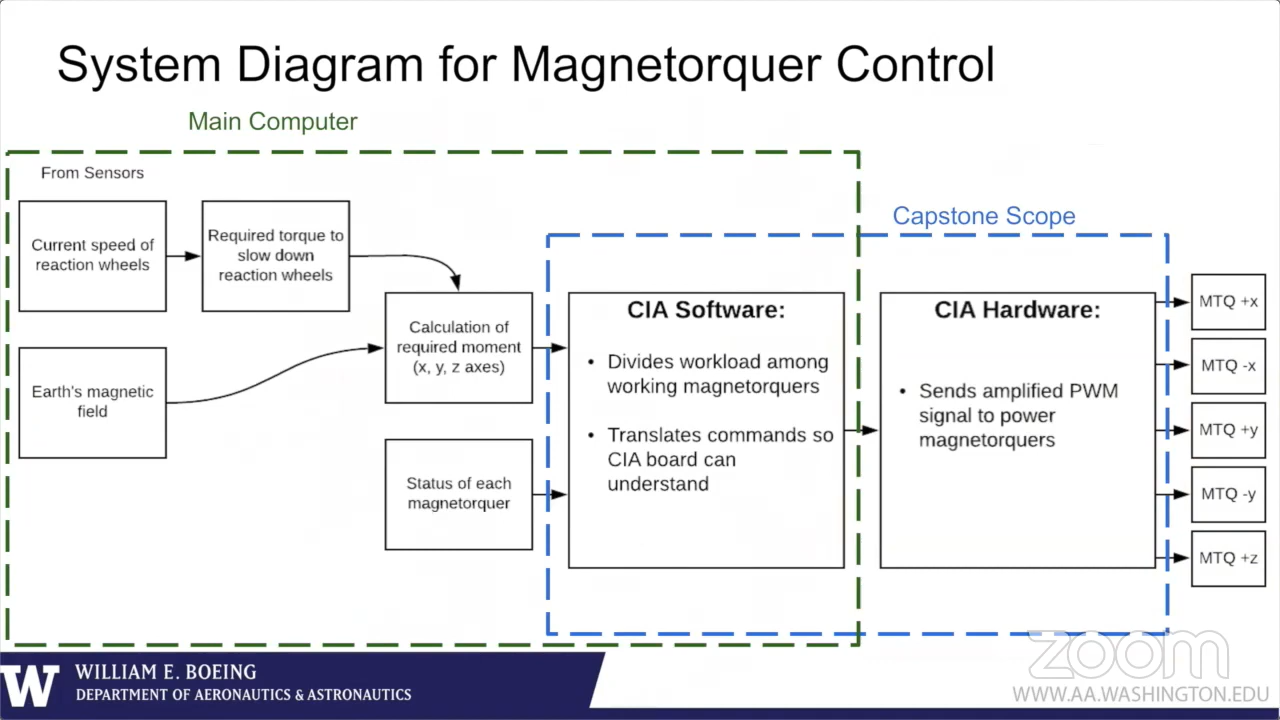 System Diagram for Magnetorquer Control
Main Computer
From Sensors
Current speed of
reaction wheels
Required torque to
slow down
reaction wheels
Earth's magnetic
field
Calculation of
required moment
(x, y, z axes)
Status of each
magnetorquer
Capstone Scope
CIA Software:
• Divides workload among
working magnetorquers
• Translates commands so
CIA board can
understand
CIA Hardware:
• Sends amplified PWM
signal to power
magnetorquers
MTQ +x
MTQ -x
MTQ +y
MTQ -y
MTQ +z
W
WILLIAM E. BOEING
DEPARTMENT OF AERONAUTICS & ASTRONAUTICS
zoom
WWW.AA.WASHINGTON.EDU